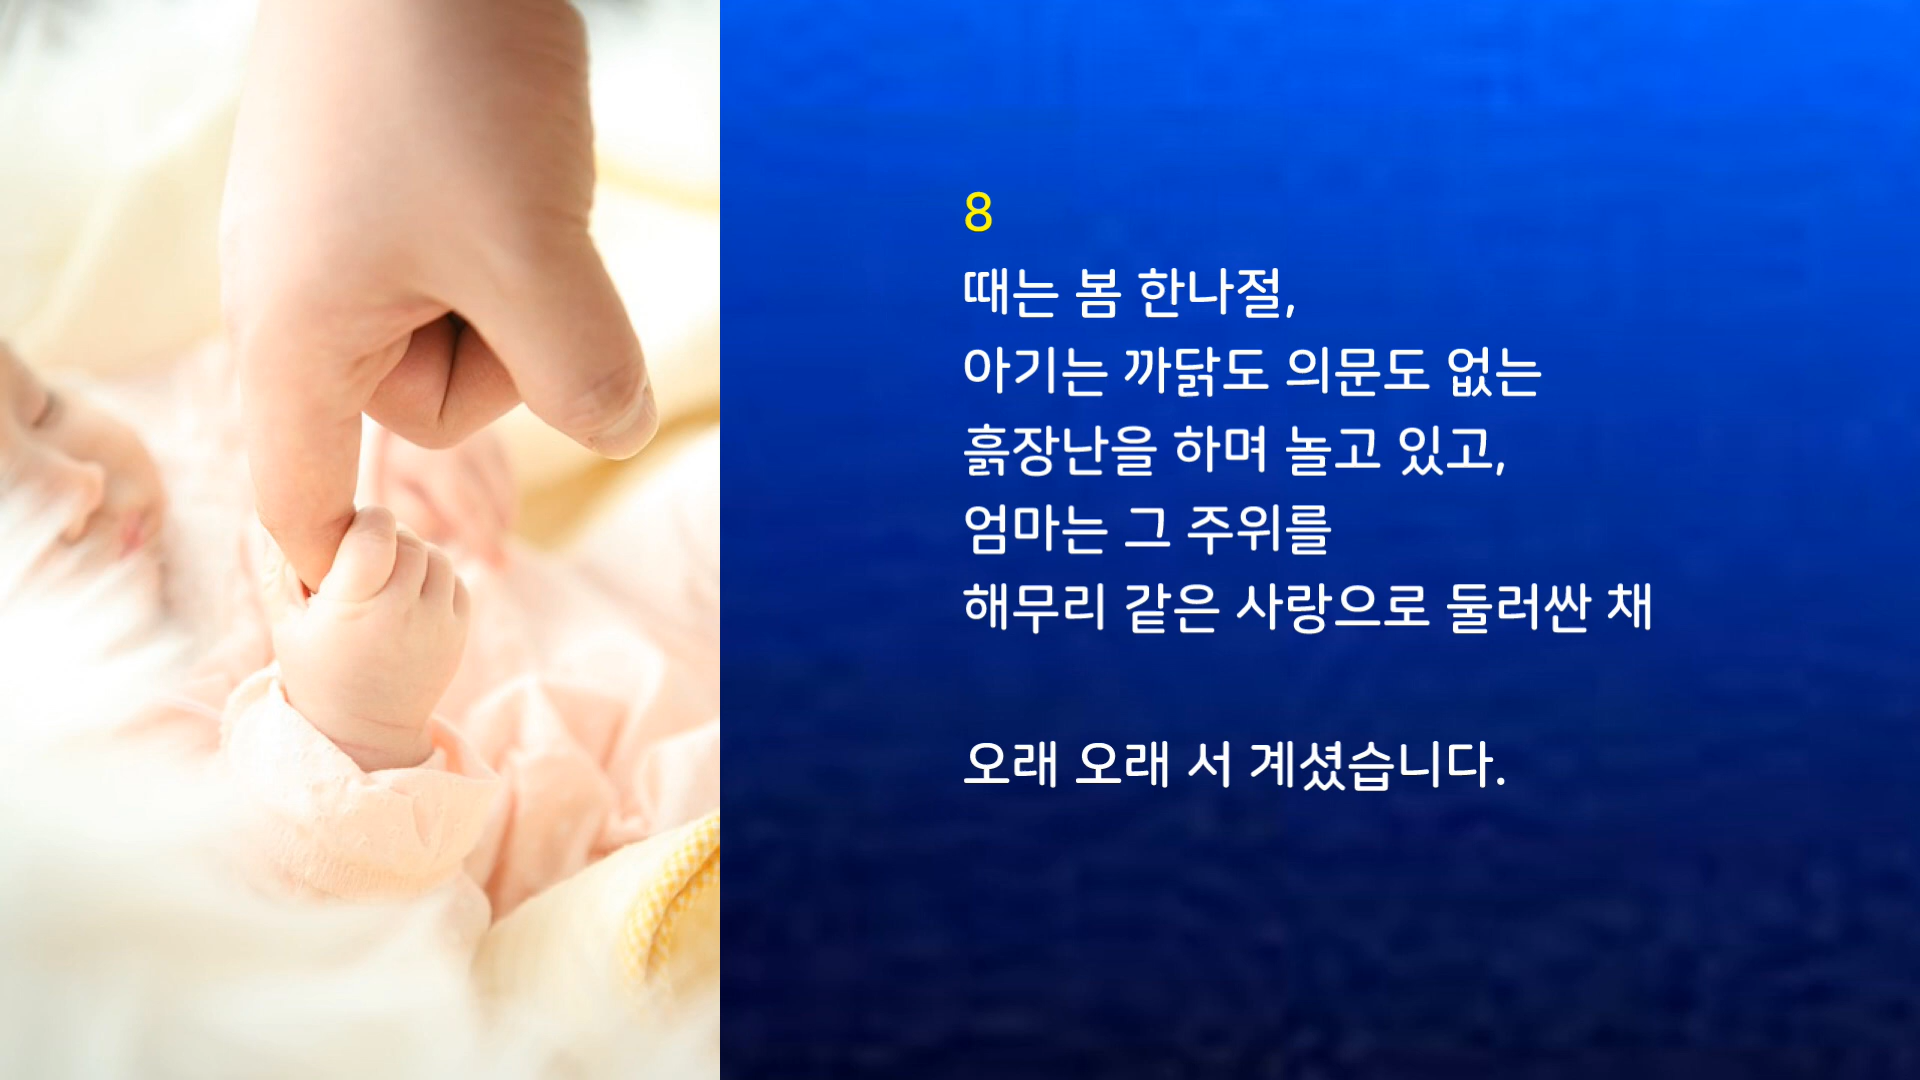 8
때는 봄 한나절,
아기는 까닭도 의문도 없는
흙장난을 하며 놀고 있고,
엄마는 그 주위를
해무리 같은 사랑으로 둘러싼 채
오래 오래 서 계셨습니다.